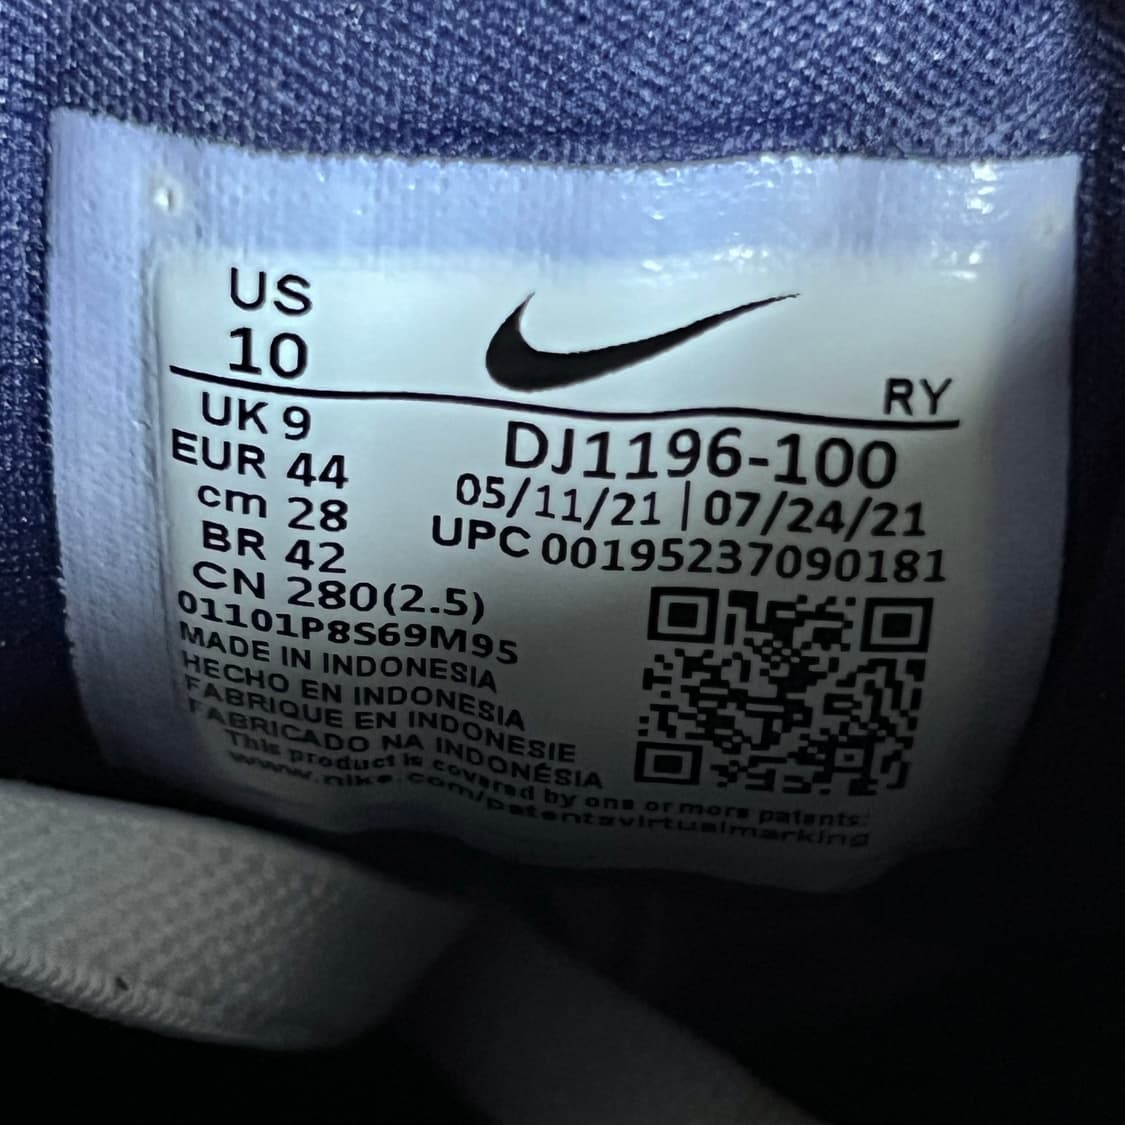 US
10
RY
UK 9
EUR 44
cm 28
BR 42
CN 280(2.5)
DJ1196-100
05/11/21 | 07/24/21
UPC 00195237090181
01101P8S69M95
MADE IN INDONESIA
HECHO EN INDONESIA
FABRIQUE EN INDONESIE
FABRICADO NA INDONÉSIA
This product is covered by one or more patents:
www.nike.com/patentsvirtualmarking